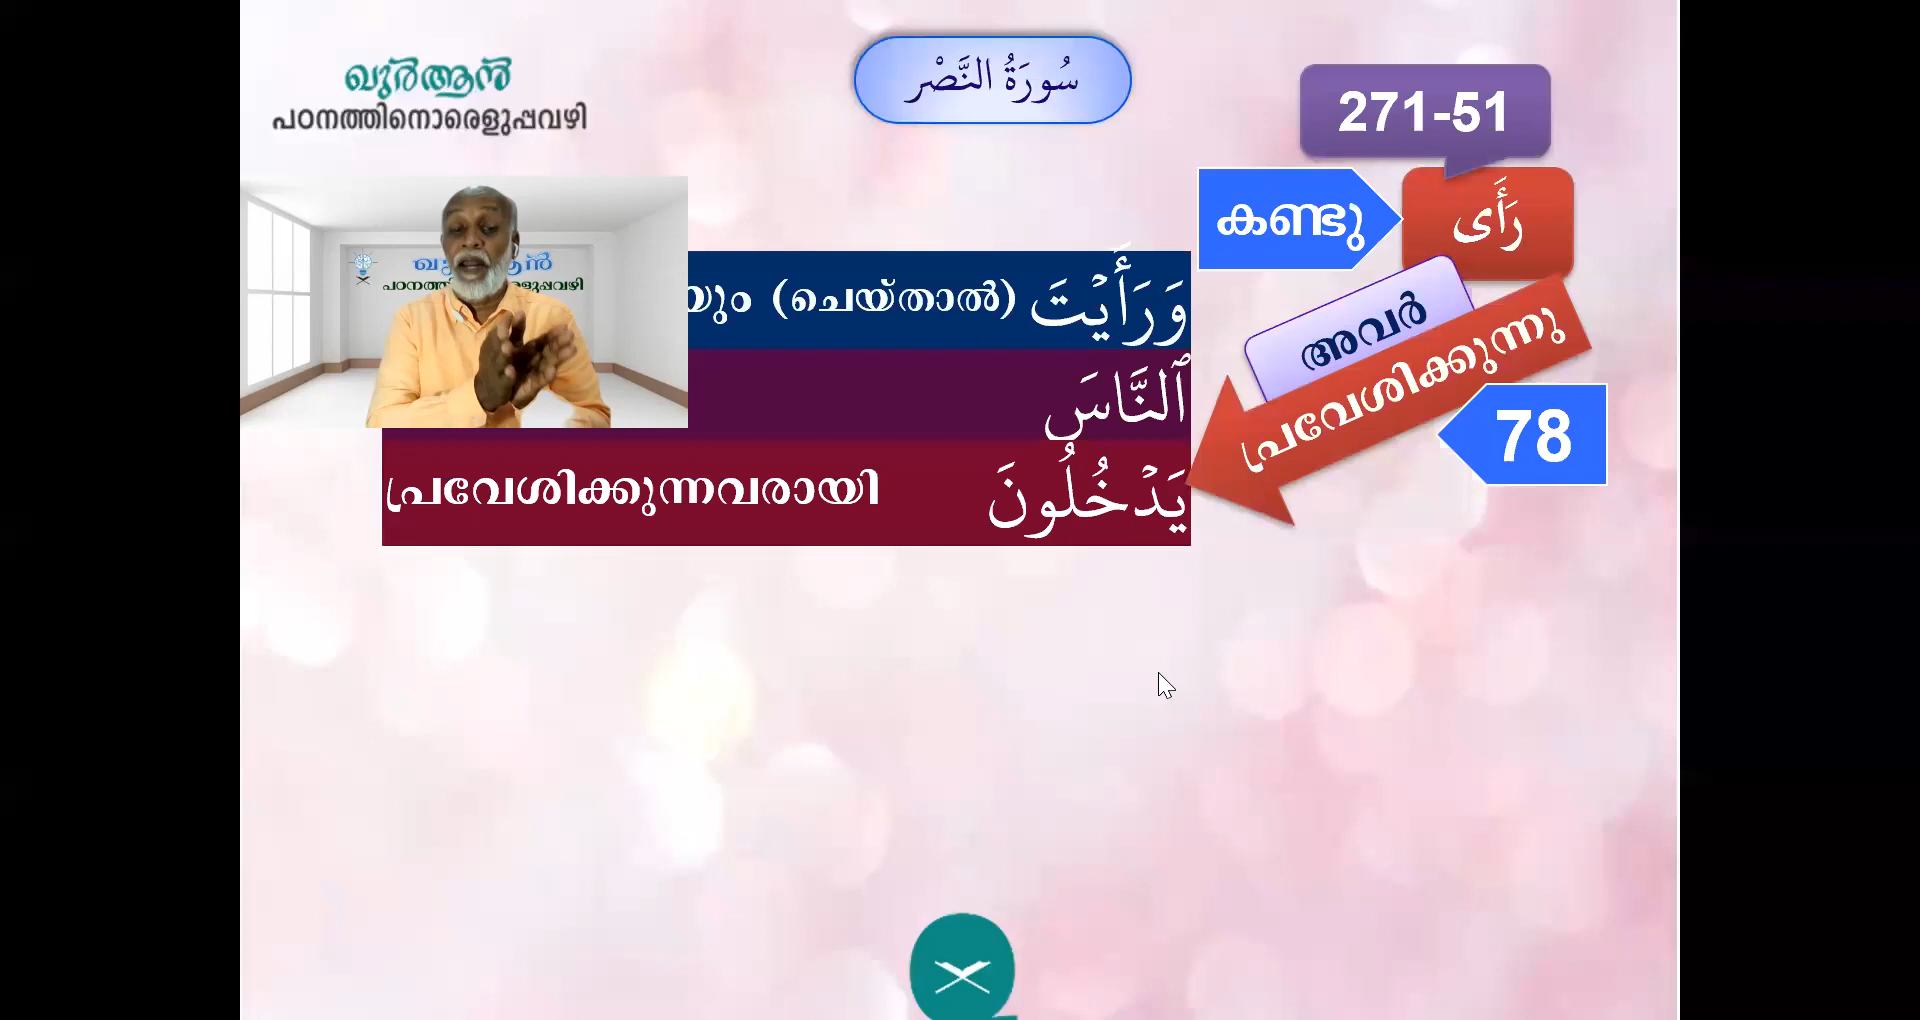 ഖുർആൻ
പഠനത്തിനൊരെളുപ്പവഴി
سُورَةُ النَّصْر
271-51
കണ്ടു
رَأَى
യും (ചെയ്താൽ)
وَرَأَيْتَ
ٱلنَّاسَ
അവർ
പ്രവേശിക്കുന്നു
78
പ്രവേശിക്കുന്നവരായി
يَدْخُلُونَ